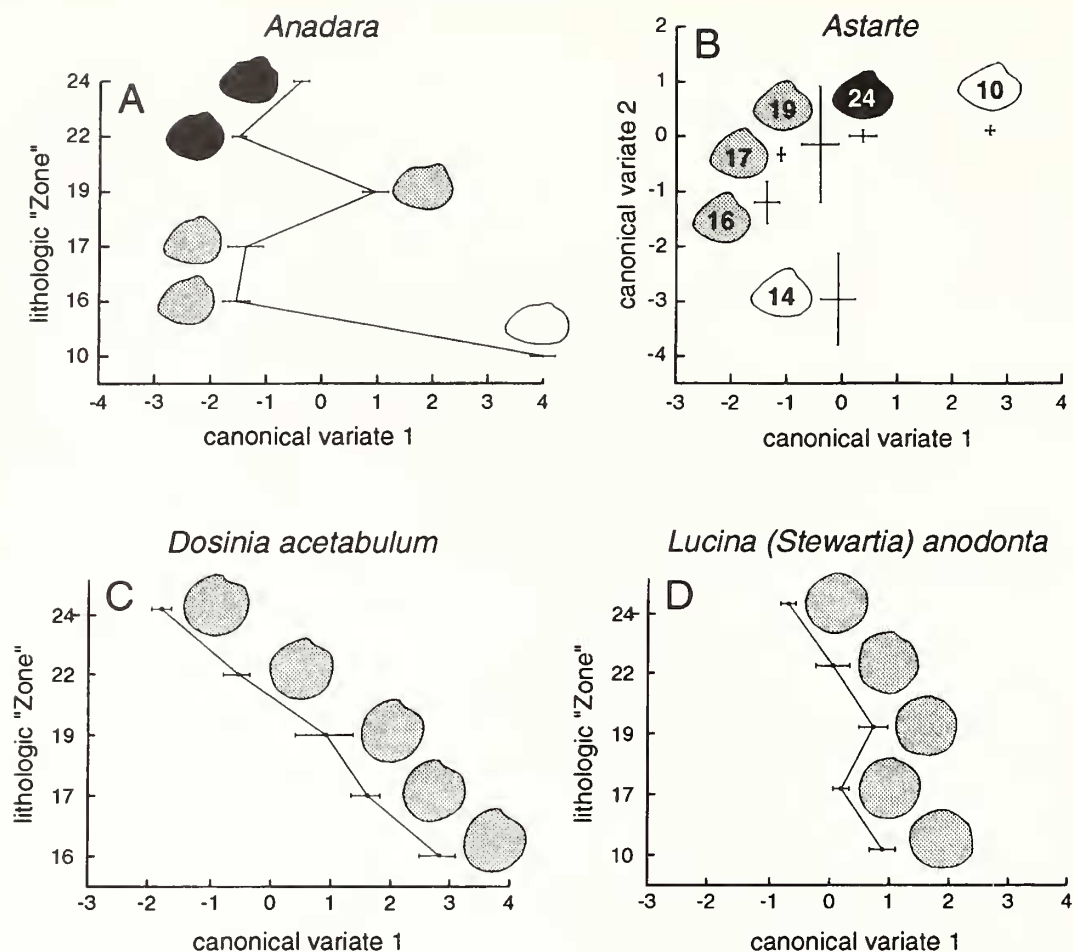 Anadara
A
24
22
19
17
16
10
lithologic "Zone"
-4 -3 -2 -1 0 1 2 3 4
canonical variate 1
Astarte
B
2
1
0
-1
-2
-3
-4
canonical variate 2
19
24
10
17
16
14
-3 -2 -1 0 1 2 3 4
canonical variate 1
Dosinia acetabulum
C
24
22
19
17
16
lithologic "Zone"
-3 -2 -1 0 1 2 3 4
canonical variate 1
Lucina (Stewartia) anodonta
D
24
22
19
17
10
lithologic "Zone"
-3 -2 -1 0 1 2 3 4
canonical variate 1